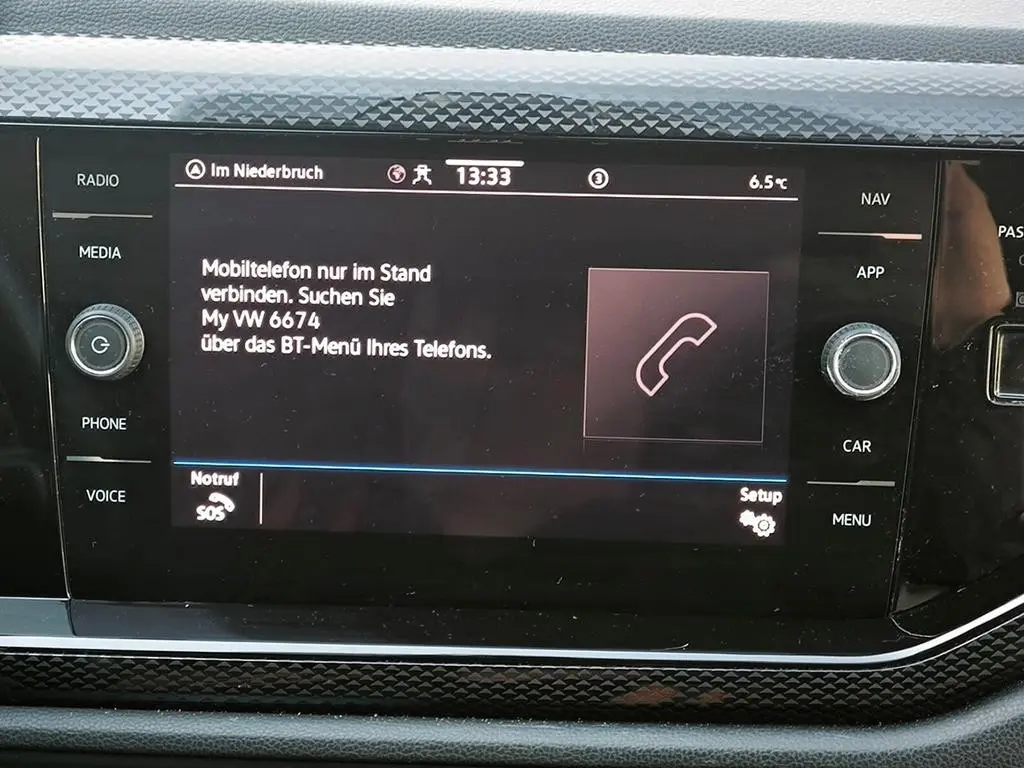 RADIO
MEDIA
PHONE
VOICE
Im Niederbruch
13:33
3
6.5°C
Mobiltelefon nur im Stand
verbinden. Suchen Sie
My VW 6674
über das BT-Menü Ihres Telefons.
Notruf
SOS
Setup
NAV
APP
CAR
MENU
PAS